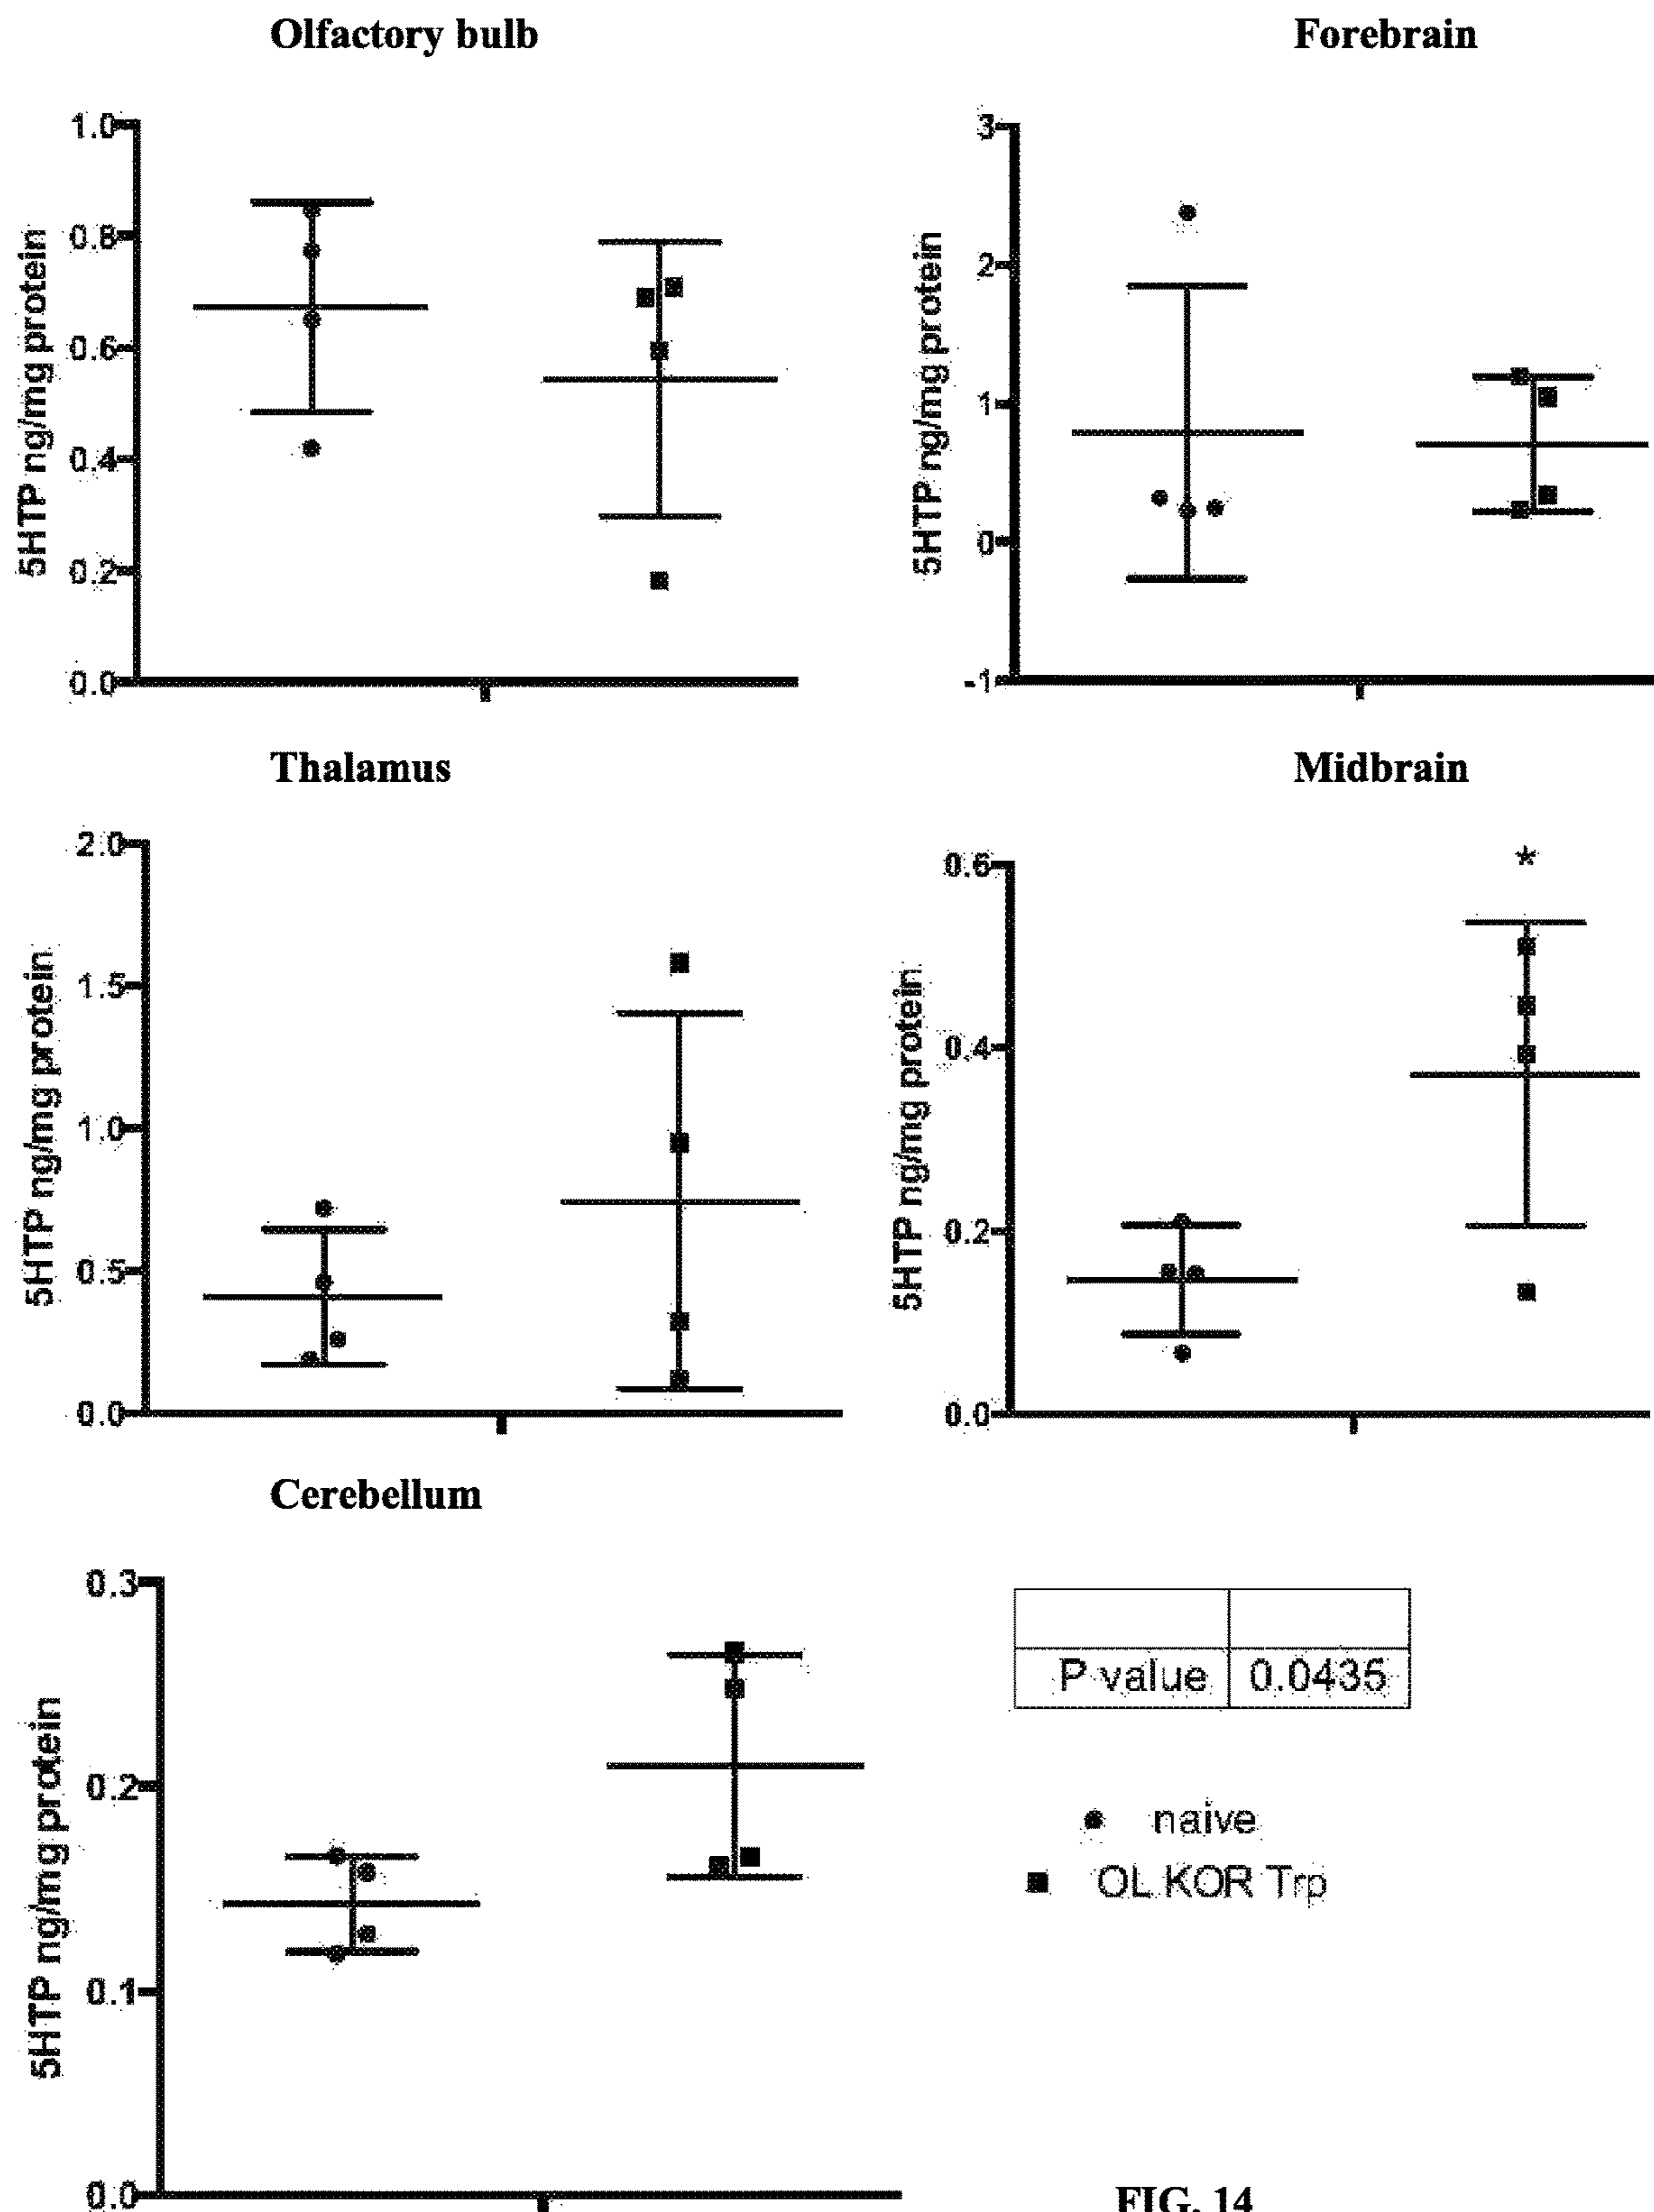 Olfactory bulb
5HTP ng/mg protein
1.0
0.8
0.6
0.4
0.2
0.0
Forebrain
5HTP ng/mg protein
3
2
1
0
-1
Thalamus
5HTP ng/mg protein
2.0
1.5
1.0
0.5
0.0
Midbrain
5HTP ng/mg protein
0.6
0.4
0.2
0.0
*
Cerebellum
5HTP ng/mg protein
0.3
0.2
0.1
0.0
P value 0.0435
naive
OL KOR Trp
FIG. 14